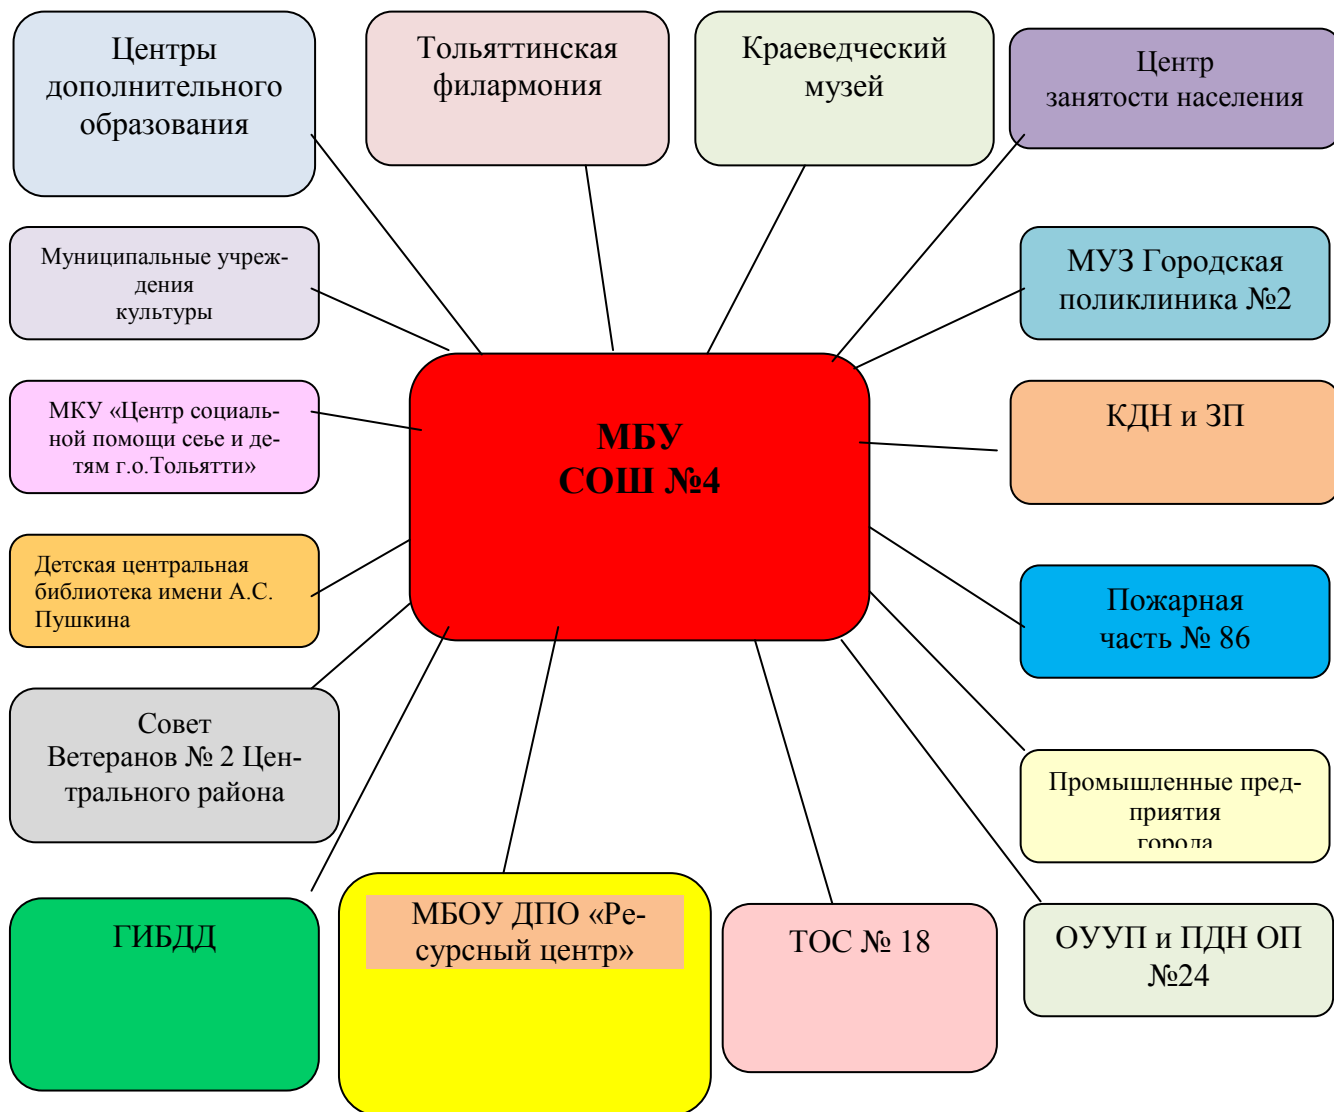 Центры
дополнительного
образования
Тольяттинская
филармония
Краеведческий
музей
Центр
занятости населения
Муниципальные учреж-
дения
культуры
МУЗ Городская
поликлиника №2
МКУ «Центр социаль-
ной помощи сеье и де-
тям г.о.Тольятти»
МБУ
СОШ №4
КДН и ЗП
Детская центральная
библиотека имени А.С.
Пушкина
Пожарная
часть № 86
Совет
Ветеранов № 2 Цен-
трального района
Промышленные пред-
приятия
города
ГИБДД
МБОУ ДПО «Ре-
сурсный центр»
ТОС № 18
ОУУП и ПДН ОП
№24